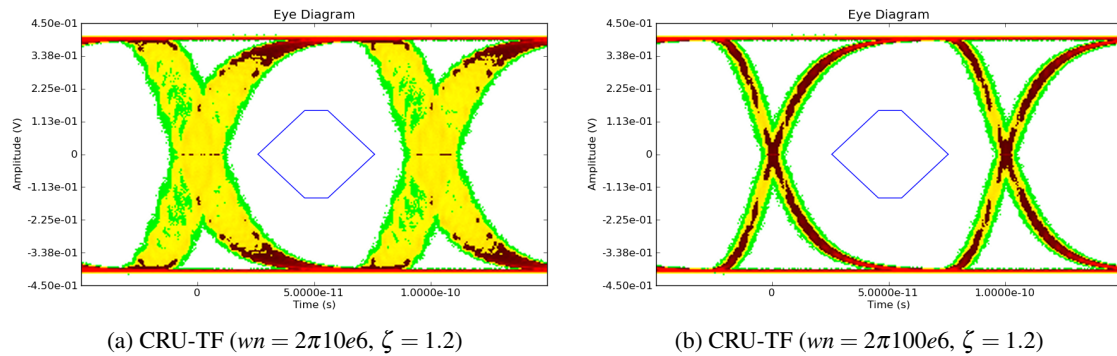 Eye Diagram
4.50e-01
3.38e-01
2.25e-01
1.13e-01
0
-1.13e-01
-2.25e-01
-3.38e-01
-4.50e-01
Amplitude (V)
0
5.0000e-11
1.0000e-10
Time (s)
(a) CRU-TF (wn = 2π10e6, ζ = 1.2)
Eye Diagram
4.50e-01
3.38e-01
2.25e-01
1.13e-01
0
-1.13e-01
-2.25e-01
-3.38e-01
-4.50e-01
Amplitude (V)
0
5.0000e-11
1.0000e-10
Time (s)
(b) CRU-TF (wn = 2π100e6, ζ = 1.2)